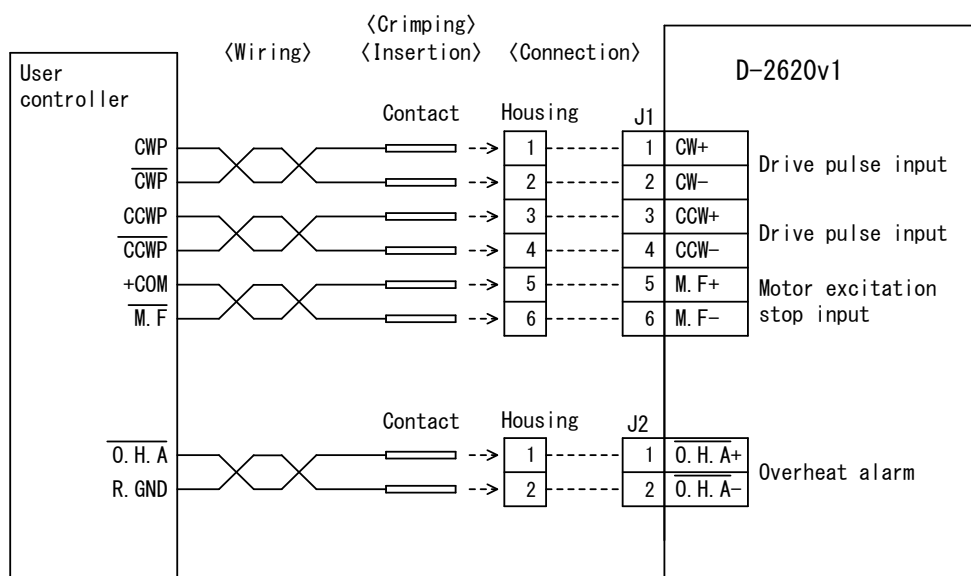 〈Crimping〉
〈Wiring〉 〈Insertion〉 〈Connection〉
User
controller
D-2620v1
Contact Housing J1
CWP 1 1 CW+
C̅W̅P̅ 2 2 CW-
Drive pulse input
CCWP 3 3 CCW+
C̅C̅W̅P̅ 4 4 CCW-
Drive pulse input
+COM 5 5 M.F+
M̅.̅F̅ 6 6 M.F-
Motor excitation
stop input
Contact Housing J2
O̅.̅H̅.̅A̅ 1 1 O̅.̅H̅.̅A̅+
R.GND 2 2 O̅.̅H̅.̅A̅-
Overheat alarm